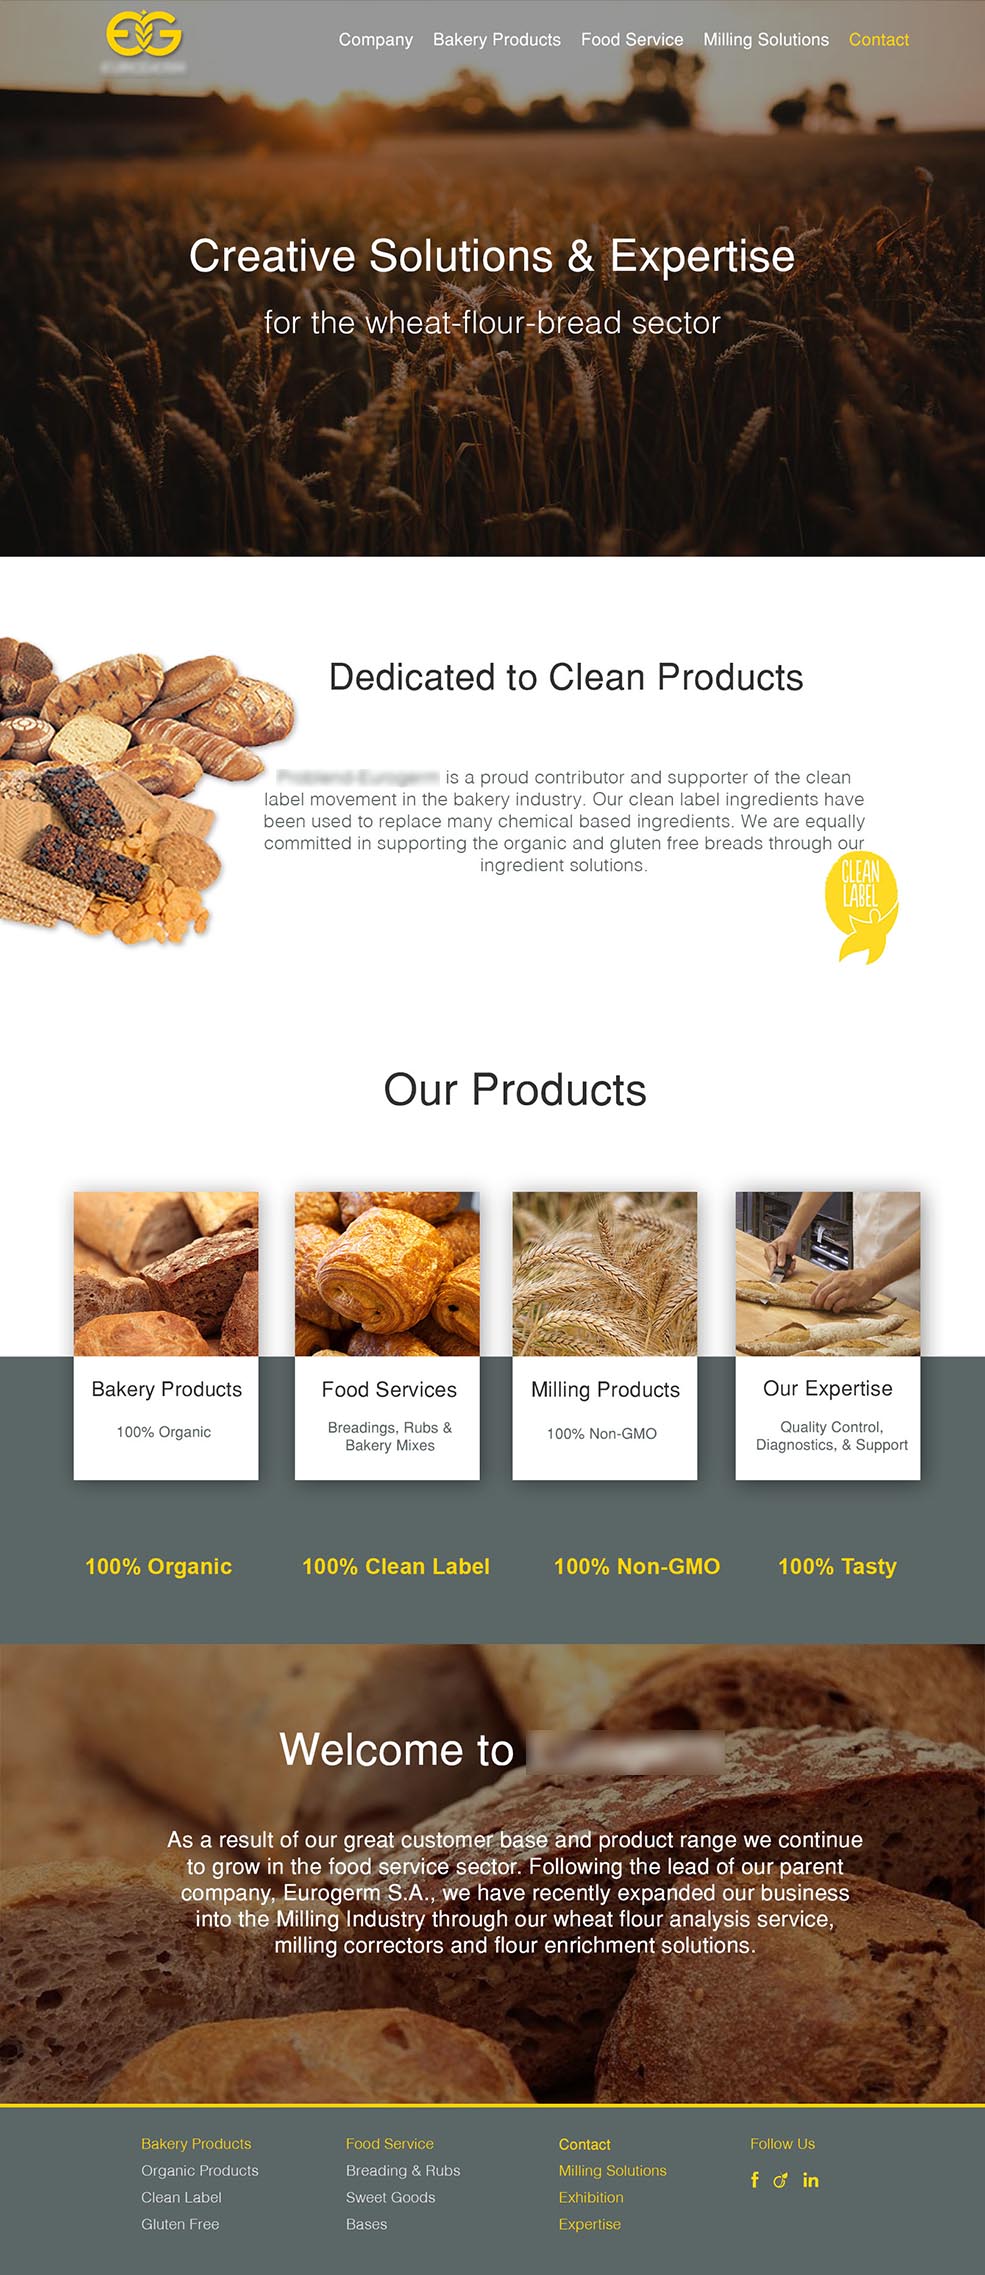 EG
Company Bakery Products Food Service Milling Solutions Contact
Creative Solutions & Expertise
for the wheat-flour-bread sector
Dedicated to Clean Products
is a proud contributor and supporter of the clean
label movement in the bakery industry. Our clean label ingredients have
been used to replace many chemical based ingredients. We are equally
committed in supporting the organic and gluten free breads through our
ingredient solutions.
CLEAN
LABEL
Our Products
Bakery Products
100% Organic
Food Services
Breadings, Rubs &
Bakery Mixes
Milling Products
100% Non-GMO
Our Expertise
Quality Control,
Diagnostics, & Support
100% Organic 100% Clean Label 100% Non-GMO 100% Tasty
Welcome to
As a result of our great customer base and product range we continue
to grow in the food service sector. Following the lead of our parent
company, Eurogerm S.A., we have recently expanded our business
into the Milling Industry through our wheat flour analysis service,
milling correctors and flour enrichment solutions.
Bakery Products
Organic Products
Clean Label
Gluten Free
Food Service
Breading & Rubs
Sweet Goods
Bases
Contact
Milling Solutions
Exhibition
Expertise
Follow Us
f in